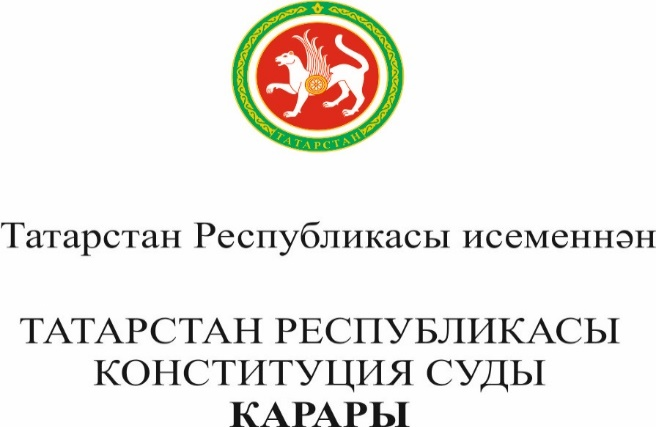 ТАТАРСТАН
Татарстан Республикасы исеменнән
ТАТАРСТАН РЕСПУБЛИКАСЫ
КОНСТИТУЦИЯ СУДЫ
КАРАРЫ